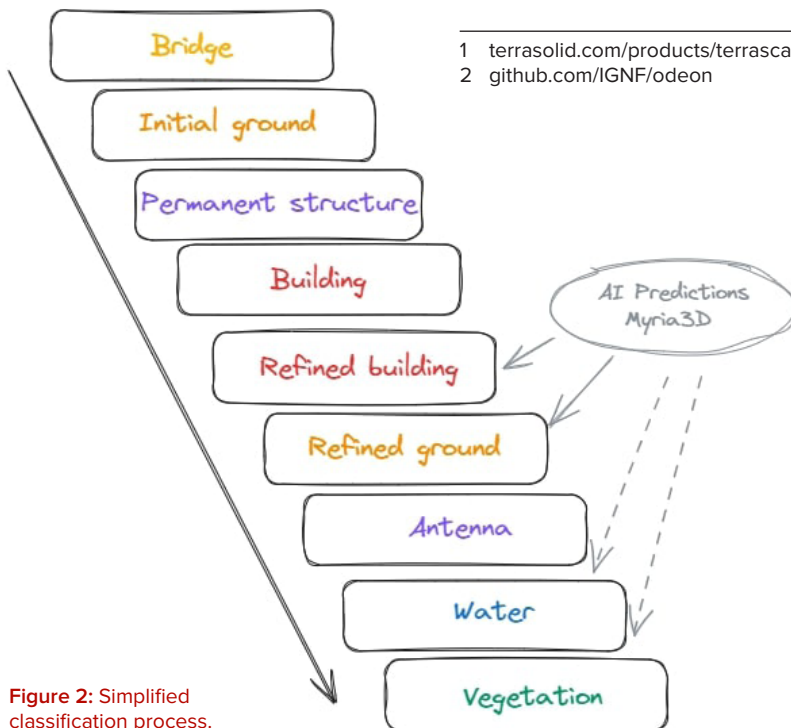 Bridge
1 terrasolid.com/products/terrasca
2 github.com/IGNF/odeon
Initial ground
Permanent structure
Building
AI Predictions
Myria3D
Refined building
Refined ground
Antenna
Water
Vegetation
Figure 2: Simplified
classification process.